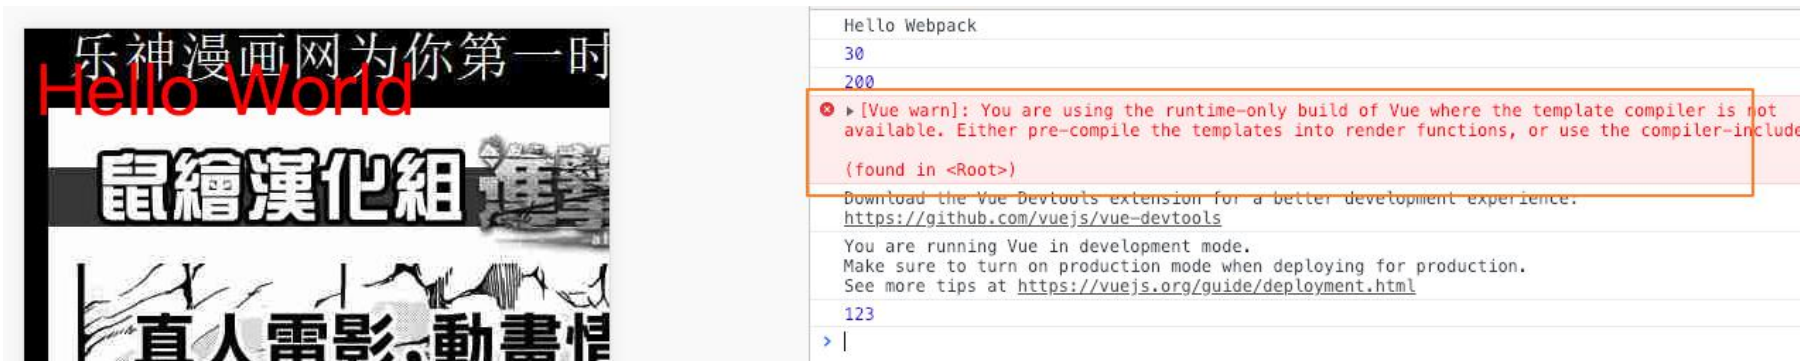 乐神漫画网为你第一时
Hello World
鼠繪漢化組
真人電影,動畫情
Hello Webpack
30
200
[Vue warn]: You are using the runtime-only build of Vue where the template compiler is not
available. Either pre-compile the templates into render functions, or use the compiler-include
(found in <Root>)
Download the Vue Devtools extension for a better development experience:
https://github.com/vuejs/vue-devtools
You are running Vue in development mode.
Make sure to turn on production mode when deploying for production.
See more tips at https://vuejs.org/guide/deployment.html
123
>